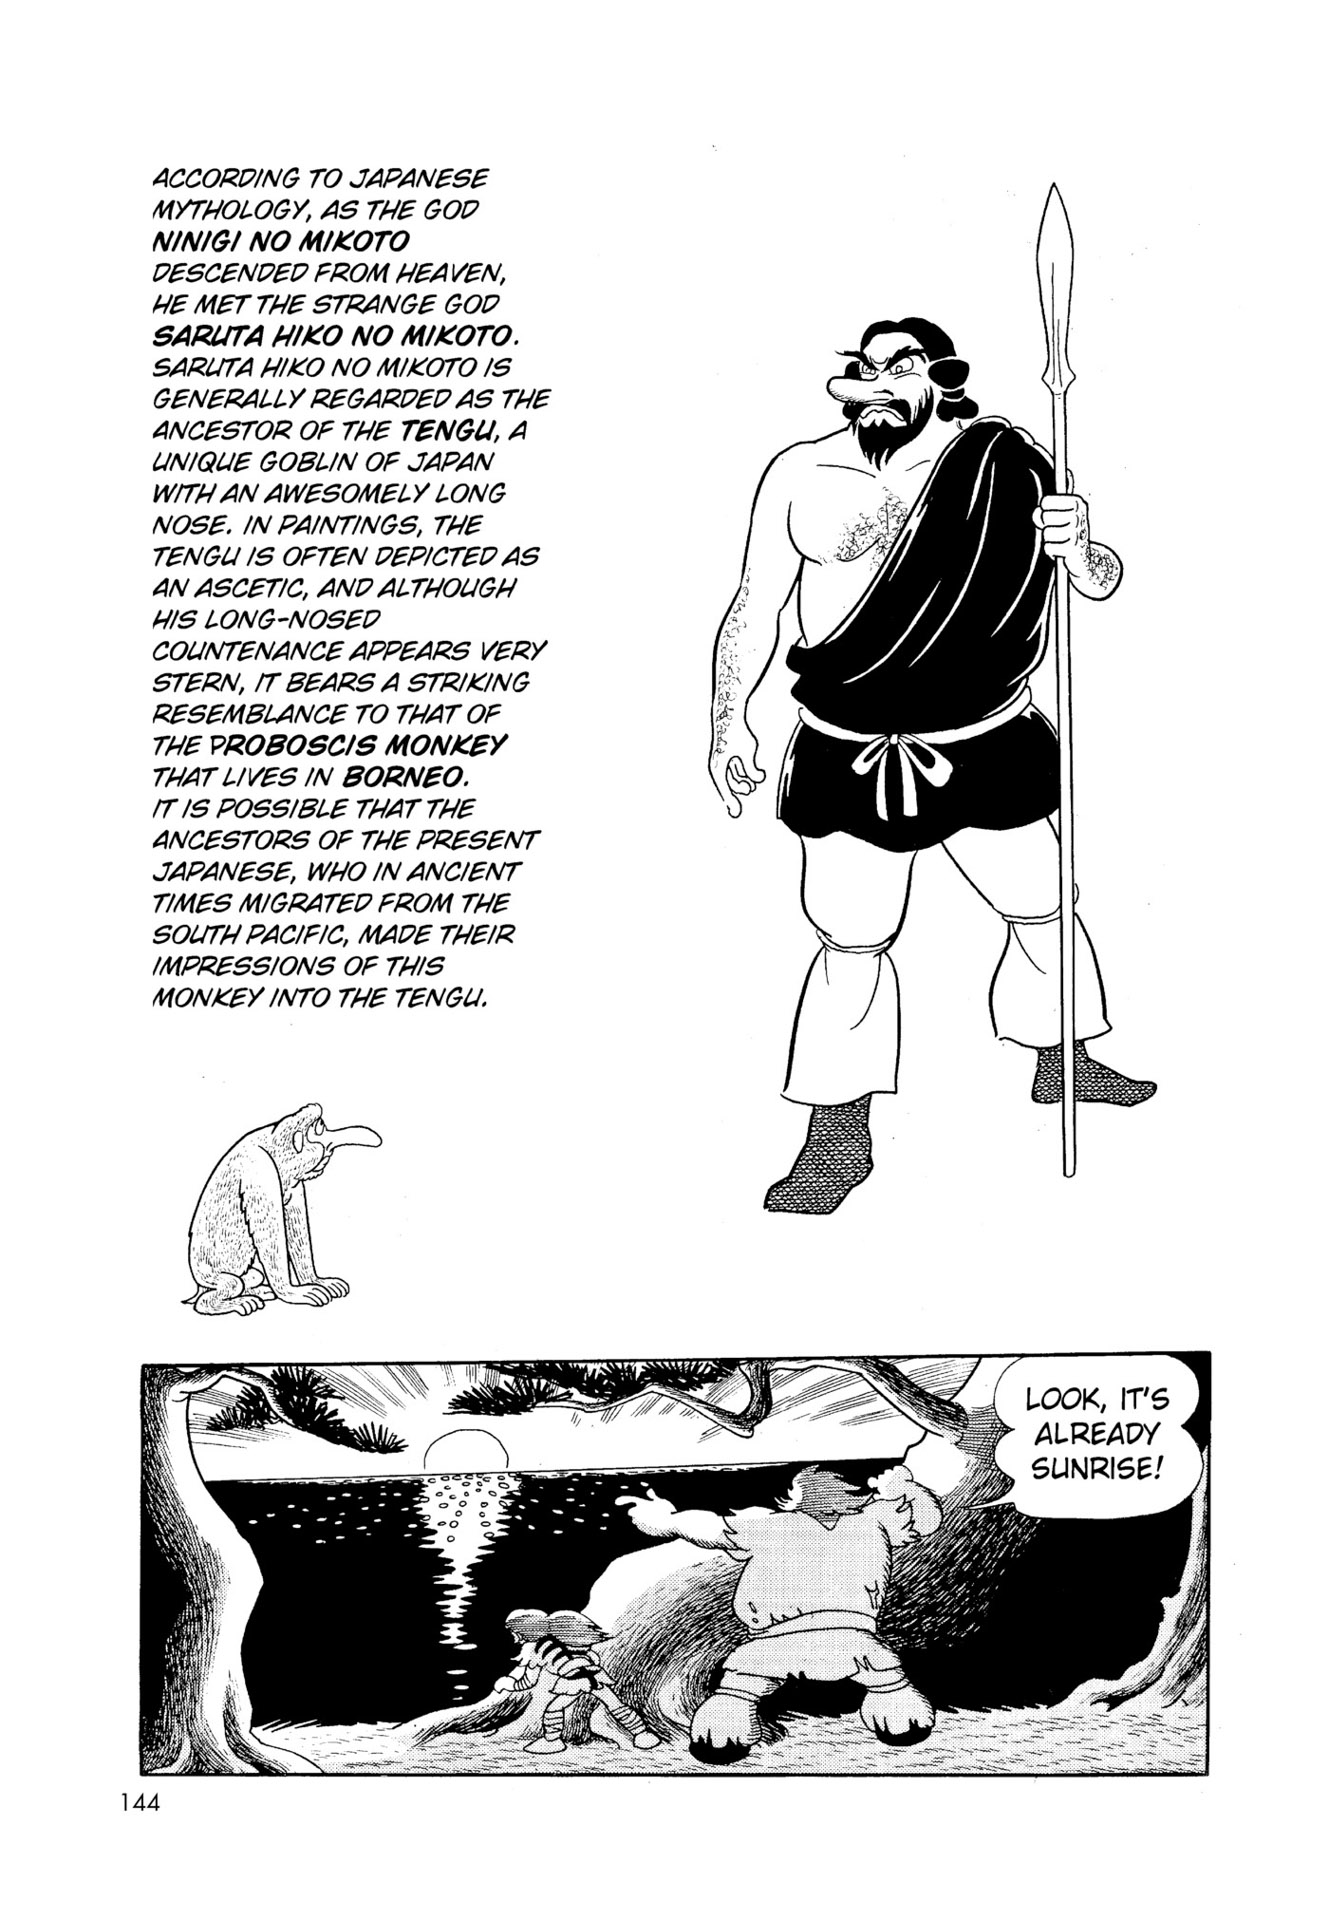 ACCORDING TO JAPANESE
MYTHOLOGY, AS THE GOD
NINIGI NO MIKOTO
DESCENDED FROM HEAVEN,
HE MET THE STRANGE GOD
SARUTA HIKO NO MIKOTO.
SARUTA HIKO NO MIKOTO IS
GENERALLY REGARDED AS THE
ANCESTOR OF THE TENGU, A
UNIQUE GOBLIN OF JAPAN
WITH AN AWESOMELY LONG
NOSE. IN PAINTINGS, THE
TENGU IS OFTEN DEPICTED AS
AN ASCETIC, AND ALTHOUGH
HIS LONG-NOSED
COUNTENANCE APPEARS VERY
STERN, IT BEARS A STRIKING
RESEMBLANCE TO THAT OF
THE PROBOSCIS MONKEY
THAT LIVES IN BORNEO.
IT IS POSSIBLE THAT THE
ANCESTORS OF THE PRESENT
JAPANESE, WHO IN ANCIENT
TIMES MIGRATED FROM THE
SOUTH PACIFIC, MADE THEIR
IMPRESSIONS OF THIS
MONKEY INTO THE TENGU.
LOOK, IT'S
ALREADY
SUNRISE!
144